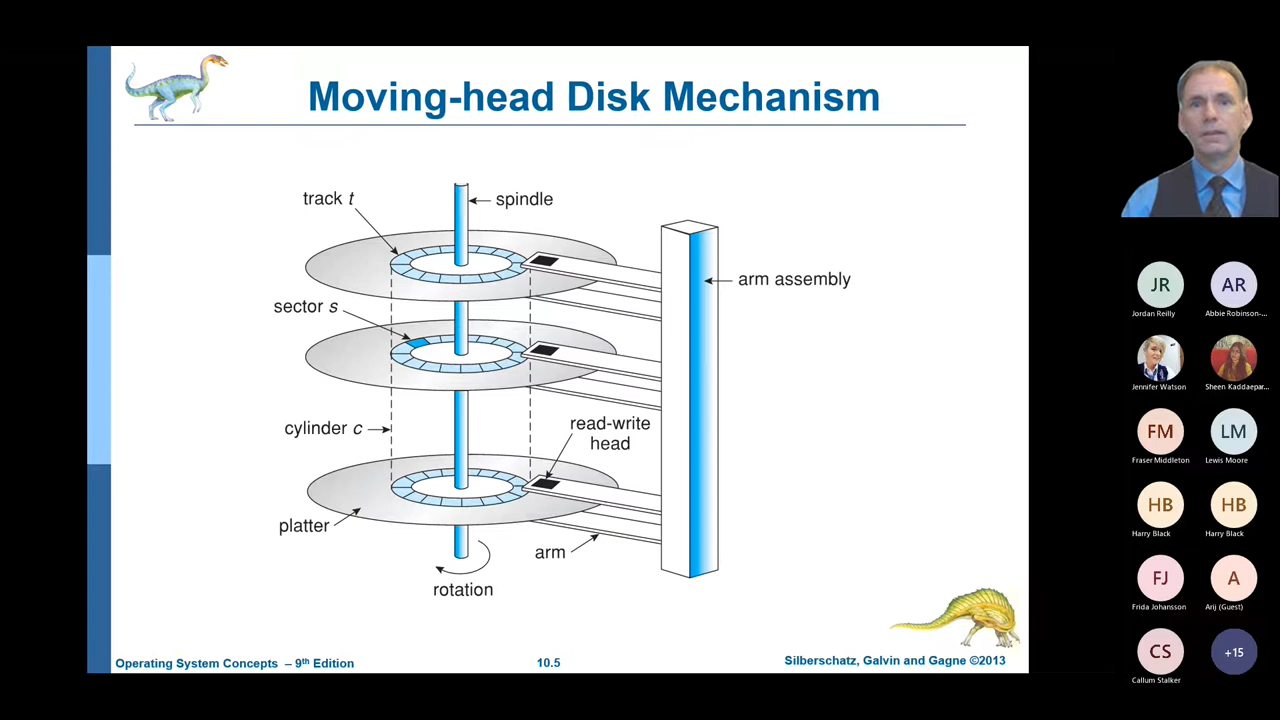 Moving-head Disk Mechanism
track t
spindle
arm assembly
sector s
cylinder c
read-write
head
platter
arm
rotation
Operating System Concepts – 9th Edition
10.5
Silberschatz, Galvin and Gagne ©2013
JR
AR
Jordan Reilly
Abbie Robinson-...
Jennifer Watson
Sheen Kaddaepar...
FM
LM
Fraser Middleton
Lewis Moore
HB
HB
Harry Black
Harry Black
FJ
A
Frida Johansson
Arij (Guest)
CS
+15
Callum Stalker